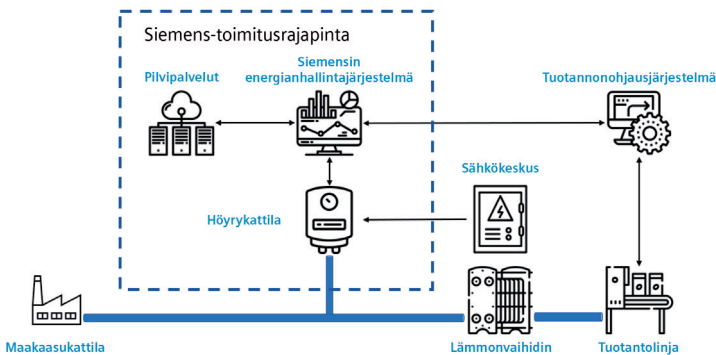 Siemens-toimitusrajapinta
Pilvipalvelut
Siemensin
energianhallintajärjestelmä
Tuotannonohjausjärjestelmä
Sähkökeskus
Höyrykattila
Maakaasukattila
Lämmonvaihidin
Tuotantolinja